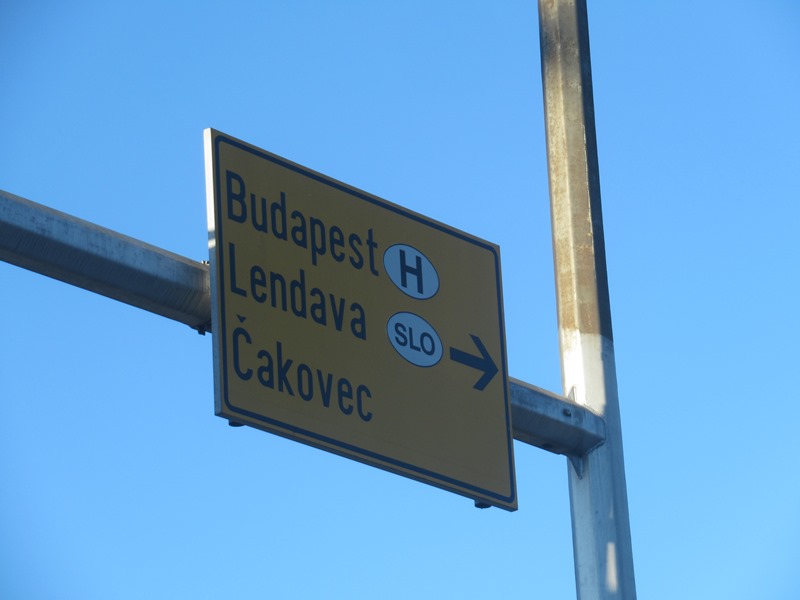 Budapest H
Lendava SLO
Čakovec